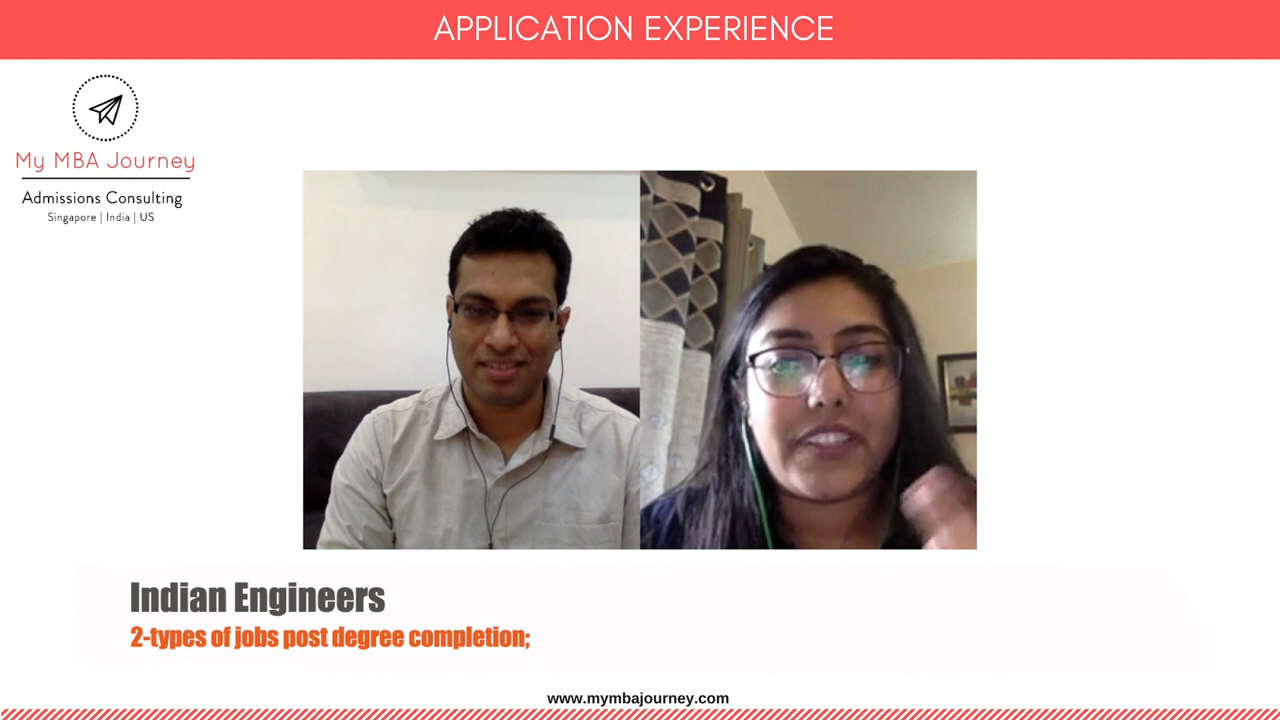 APPLICATION EXPERIENCE
My MBA Journey
Admissions Consulting
Singapore | India | US
Indian Engineers
2-types of jobs post degree completion;
www.mymbajourney.com